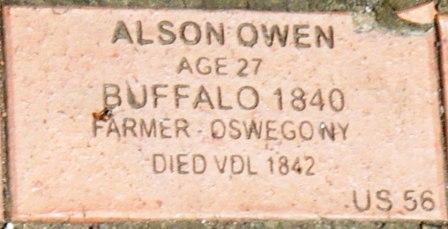 ALSON OWEN
AGE 27
BUFFALO 1840
FARMER - OSWEGO NY
DIED VDL 1842
US 56